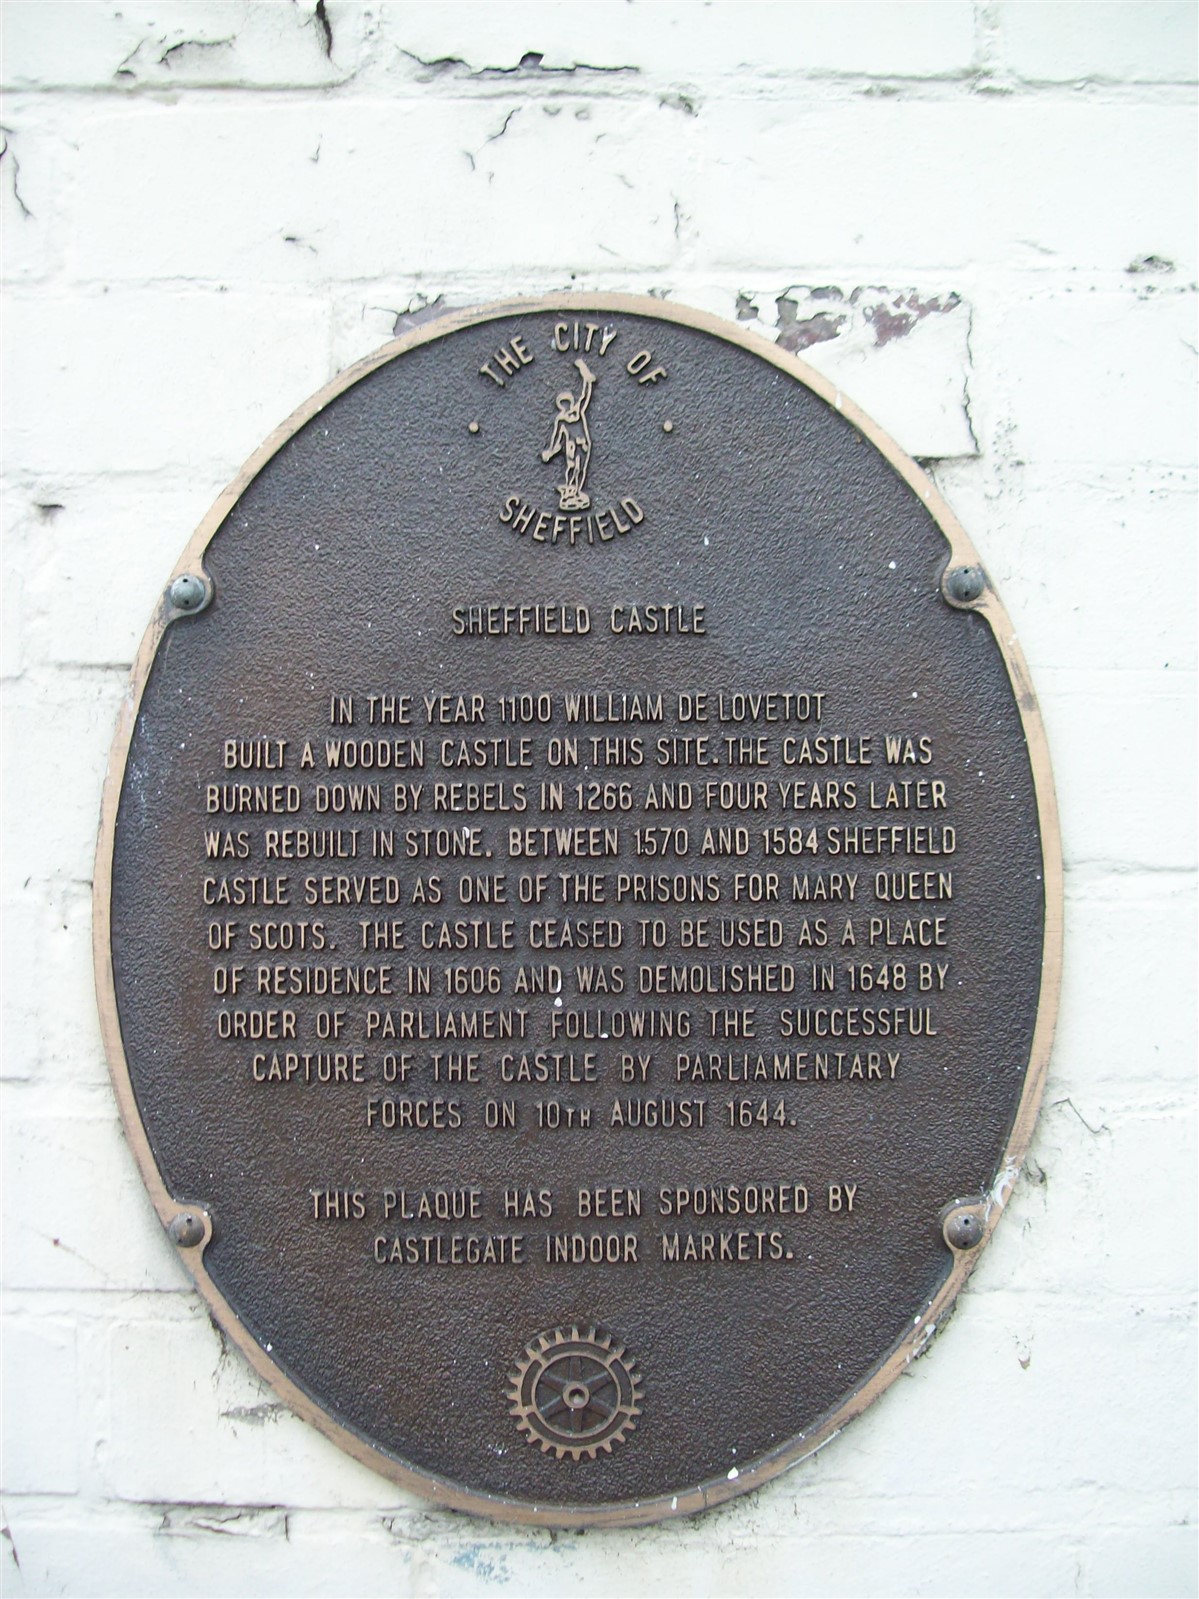 THE CITY OF
SHEFFIELD
SHEFFIELD CASTLE
IN THE YEAR 1100 WILLIAM DE LOVETOT
BUILT A WOODEN CASTLE ON THIS SITE. THE CASTLE WAS
BURNED DOWN BY REBELS IN 1266 AND FOUR YEARS LATER
WAS REBUILT IN STONE. BETWEEN 1570 AND 1584 SHEFFIELD
CASTLE SERVED AS ONE OF THE PRISONS FOR MARY QUEEN
OF SCOTS. THE CASTLE CEASED TO BE USED AS A PLACE
OF RESIDENCE IN 1606 AND WAS DEMOLISHED IN 1648 BY
ORDER OF PARLIAMENT FOLLOWING THE SUCCESSFUL
CAPTURE OF THE CASTLE BY PARLIAMENTARY
FORCES ON 10TH AUGUST 1644.
THIS PLAQUE HAS BEEN SPONSORED BY
CASTLEGATE INDOOR MARKETS.